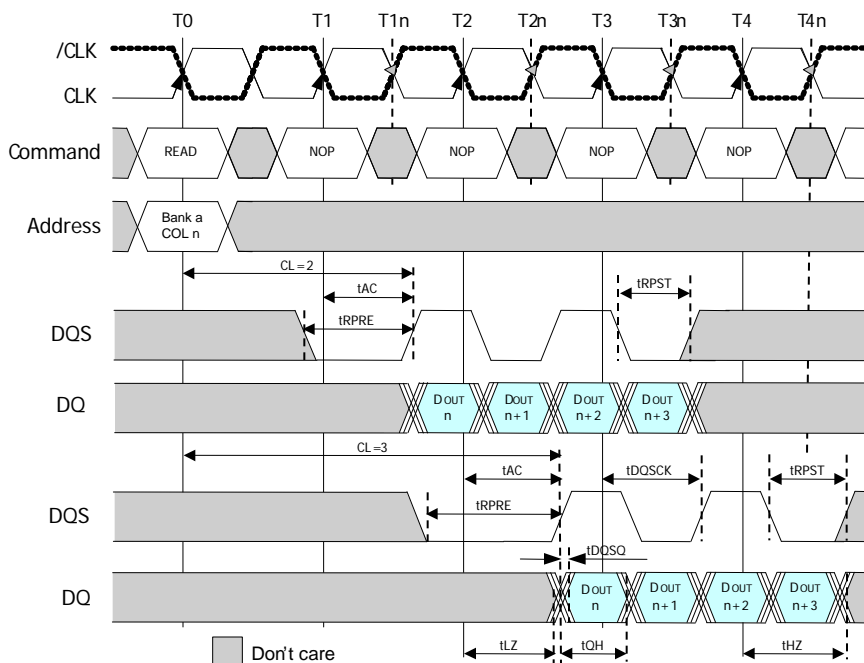 T0 T1 T1n T2 T2n T3 T3n T4 T4n
/CLK
CLK
Command READ NOP NOP NOP NOP
Address Bank a
COL n
CL=2
tAC tRPST
tRPRE
DQS
DQ DOUT n DOUT n+1 DOUT n+2 DOUT n+3
CL=3
tAC tDQSCK tRPST
tRPRE
DQS
tDQSQ
DQ DOUT n DOUT n+1 DOUT n+2 DOUT n+3
tLZ tQH tHZ
Don't care